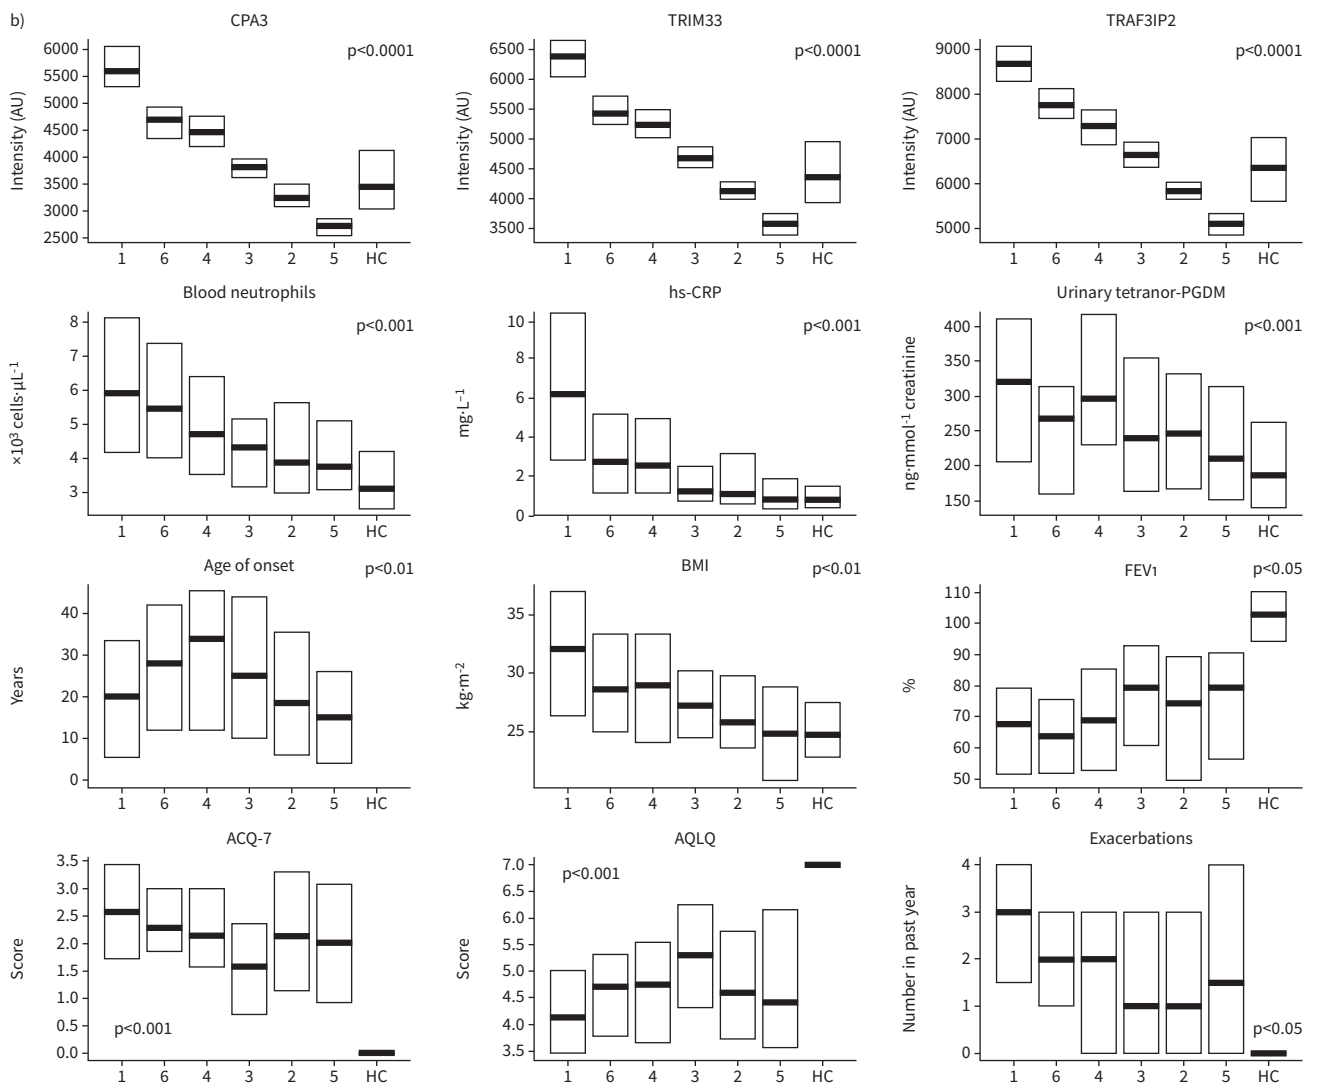 b)
CPA3
p<0.0001
Intensity (AU)
6000
5500
5000
4500
4000
3500
3000
2500
1 6 4 3 2 5 HC
TRIM33
p<0.0001
Intensity (AU)
6500
6000
5500
5000
4500
4000
3500
1 6 4 3 2 5 HC
TRAF3IP2
p<0.0001
Intensity (AU)
9000
8000
7000
6000
5000
1 6 4 3 2 5 HC
Blood neutrophils
p<0.001
×10³ cells·µL⁻¹
8
7
6
5
4
3
1 6 4 3 2 5 HC
hs-CRP
p<0.001
mg·L⁻¹
10
8
6
4
2
0
1 6 4 3 2 5 HC
Urinary tetranor-PGDM
p<0.001
ng·mmol⁻¹ creatinine
400
350
300
250
200
150
1 6 4 3 2 5 HC
Age of onset
p<0.01
Years
40
30
20
10
0
1 6 4 3 2 5 HC
BMI
p<0.01
kg·m⁻²
35
30
25
1 6 4 3 2 5 HC
FEV1
p<0.05
%
110
100
90
80
70
60
50
1 6 4 3 2 5 HC
ACQ-7
Score
3.5
3.0
2.5
2.0
1.5
1.0
0.5
0.0
p<0.001
1 6 4 3 2 5 HC
AQLQ
p<0.001
Score
7.0
6.5
6.0
5.5
5.0
4.5
4.0
3.5
1 6 4 3 2 5 HC
Exacerbations
Number in past year
4
3
2
1
0
p<0.05
1 6 4 3 2 5 HC